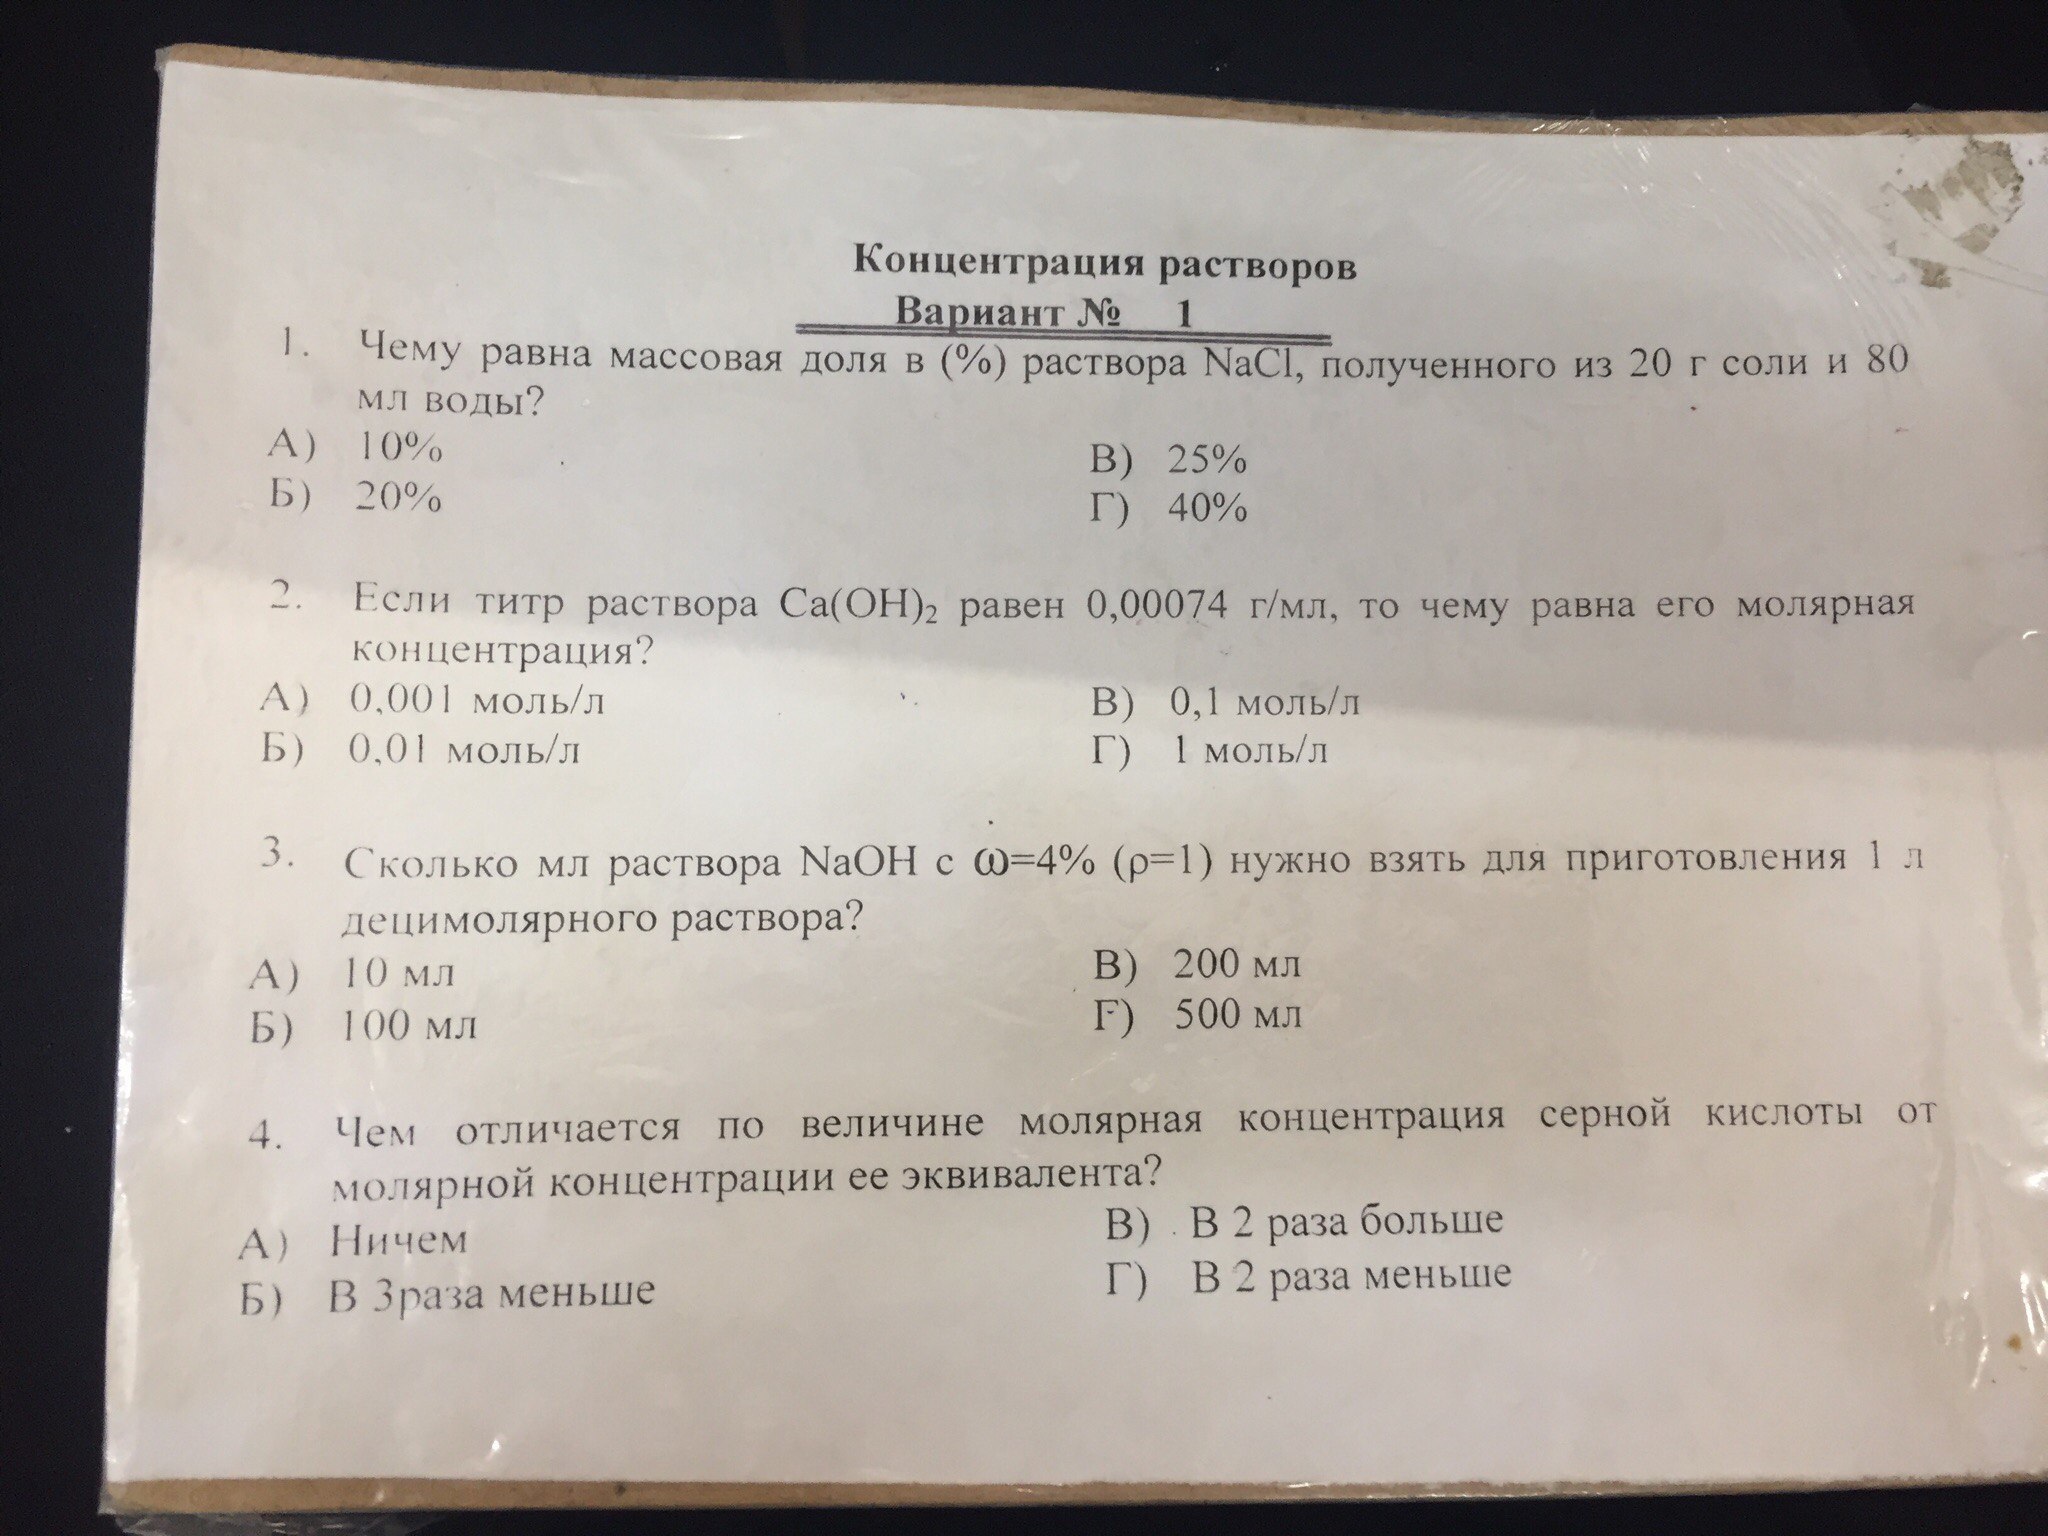 Концентрация растворов
Вариант № 1
1. Чему равна массовая доля в (%) раствора NaCl, полученного из 20 г соли и 80
мл воды?
А) 10% В) 25%
Б) 20% Г) 40%
2. Если титр раствора Ca(OH)₂ равен 0,00074 г/мл, то чему равна его молярная
концентрация?
А) 0,001 моль/л В) 0,1 моль/л
Б) 0,01 моль/л Г) 1 моль/л
3. Сколько мл раствора NaOH с ω=4% (ρ=1) нужно взять для приготовления 1 л
децимолярного раствора?
А) 10 мл В) 200 мл
Б) 100 мл Г) 500 мл
4. Чем отличается по величине молярная концентрация серной кислоты от
молярной концентрации ее эквивалента?
А) Ничем В) В 2 раза больше
Б) В 3раза меньше Г) В 2 раза меньше